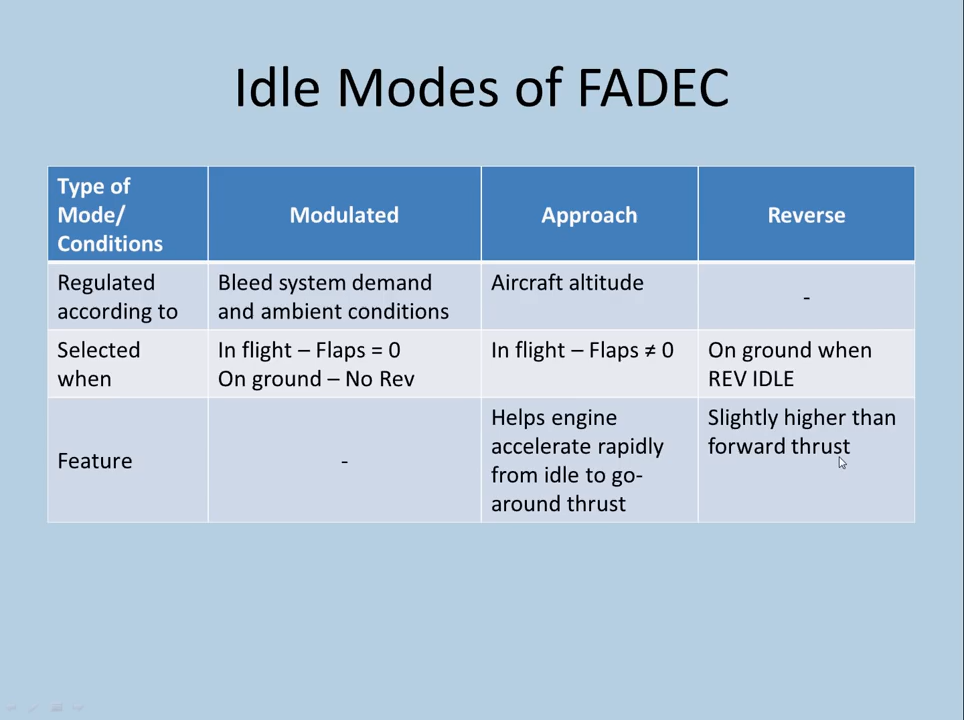 Idle Modes of FADEC
Type of
Mode/
Conditions
Modulated
Approach
Reverse
Regulated
according to
Bleed system demand
and ambient conditions
Aircraft altitude
-
Selected
when
In flight – Flaps = 0
On ground – No Rev
In flight – Flaps ≠ 0
On ground when
REV IDLE
Feature
-
Helps engine
accelerate rapidly
from idle to go-
around thrust
Slightly higher than
forward thrust